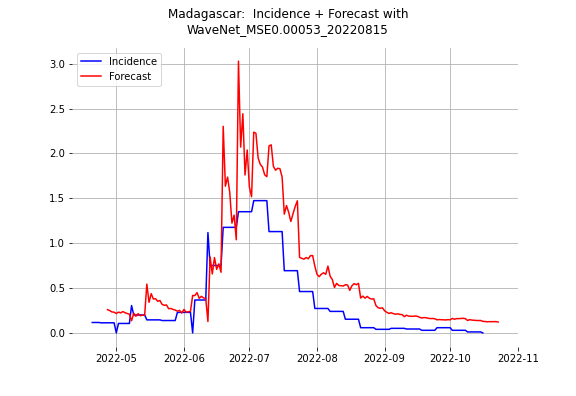 Madagascar:  Incidence + Forecast with
WaveNet_MSE0.00053_20220815
Incidence
Forecast
3.0
2.5
2.0
1.5
1.0
0.5
0.0
2022-05 2022-06 2022-07 2022-08 2022-09 2022-10 2022-11